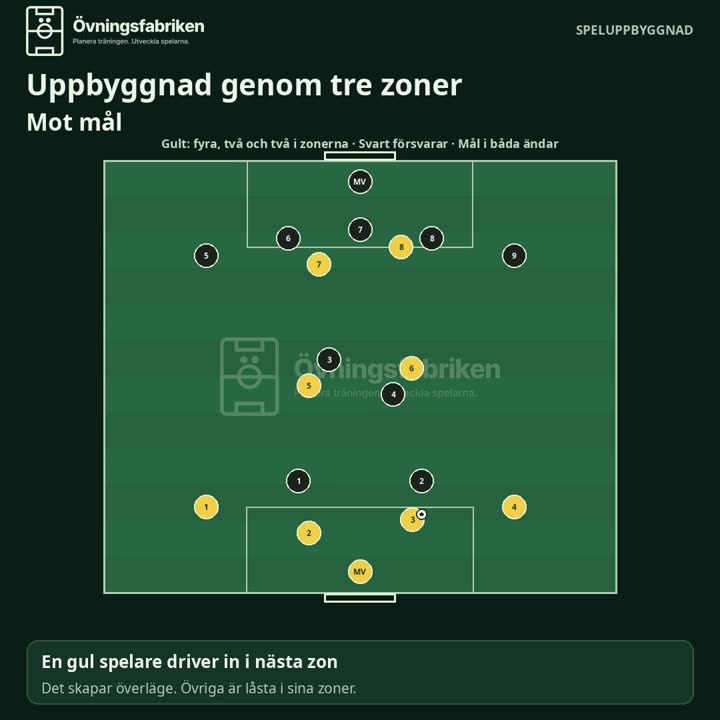 Övningsfabriken
Planera träningen. Utveckla spelarna.
SPELUPPBYGGNAD
Uppbyggnad genom tre zoner
Mot mål
Gult: fyra, två och två i zonerna · Svart försvarar · Mål i båda ändar
MV
7
6
8
8
5
9
7
3
Övningsfabriken
6
5
Planera träningen. Utveckla spelarna.
4
1
2
1
4
3
2
MV
En gul spelare driver in i nästa zon
Det skapar överläge. Övriga är låsta i sina zoner.